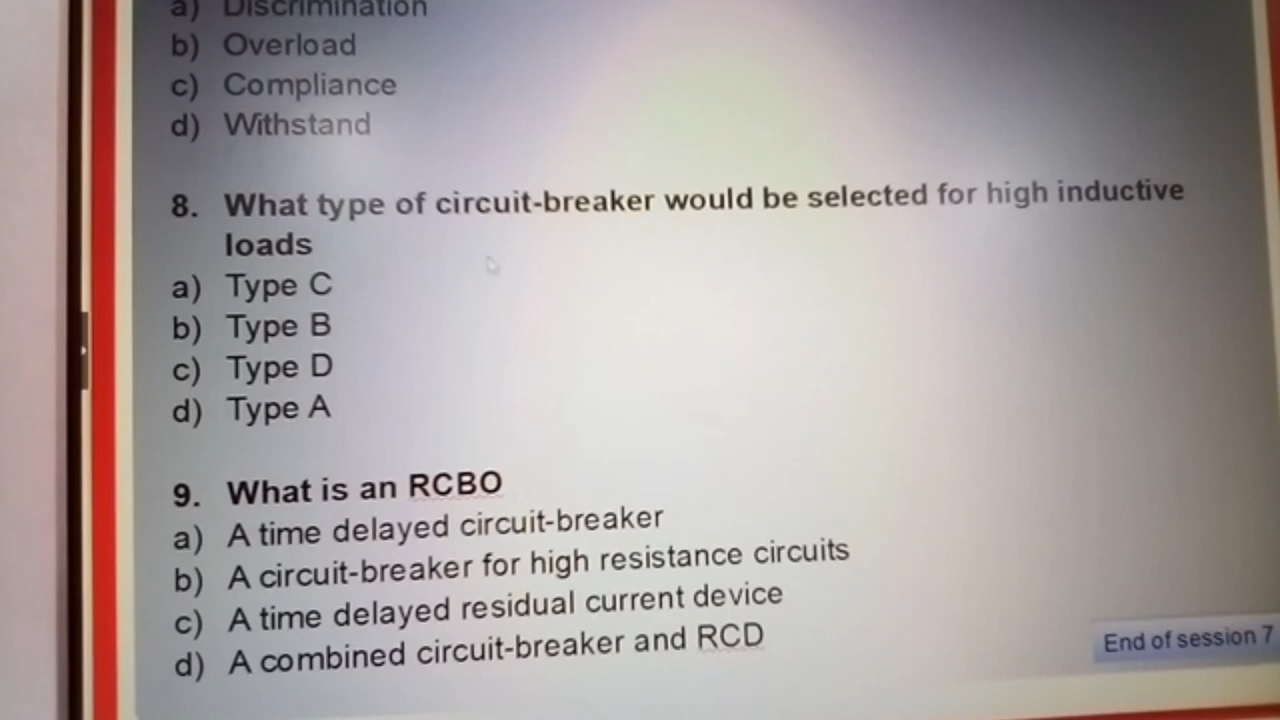 a) Discrimination
b) Overload
c) Compliance
d) Withstand
8. What type of circuit-breaker would be selected for high inductive
loads
a) Type C
b) Type B
c) Type D
d) Type A
9. What is an RCBO
a) A time delayed circuit-breaker
b) A circuit-breaker for high resistance circuits
c) A time delayed residual current device
d) A combined circuit-breaker and RCD
End of session 7